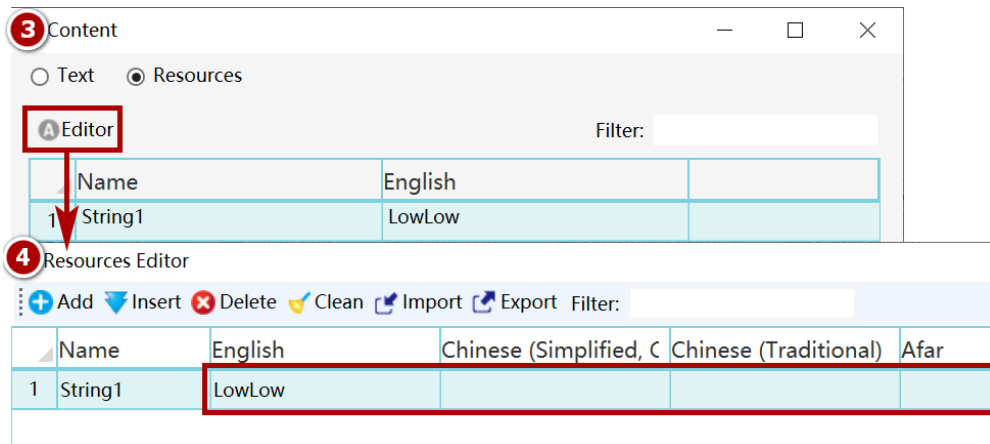 3 Content
Text Resources
A Editor Filter:
Name English
1 String1 LowLow
4 Resources Editor
Add Insert Delete Clean Import Export Filter:
Name English Chinese (Simplified, C Chinese (Traditional) Afar
1 String1 LowLow